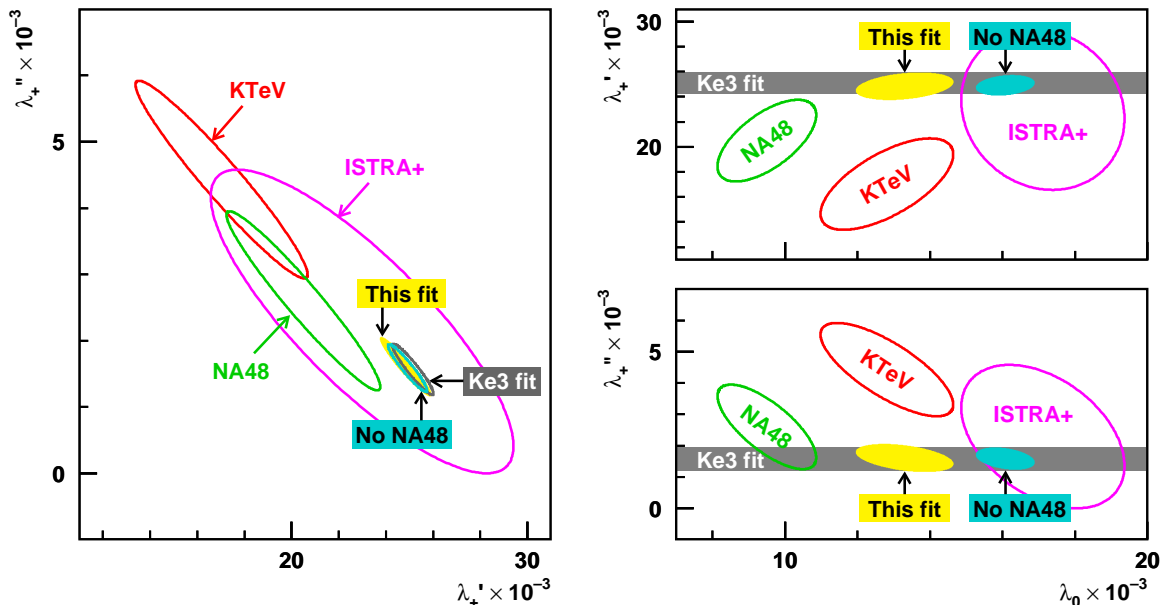 λ₊'' × 10⁻³
5
0
20
30
λ₊' × 10⁻³
KTeV
ISTRA+
This fit
NA48
Ke3 fit
No NA48
λ₊' × 10⁻³
30
20
This fit
No NA48
Ke3 fit
NA48
KTeV
ISTRA+
λ₊'' × 10⁻³
5
0
KTeV
ISTRA+
NA48
Ke3 fit
This fit
No NA48
10
20
λ₀ × 10⁻³